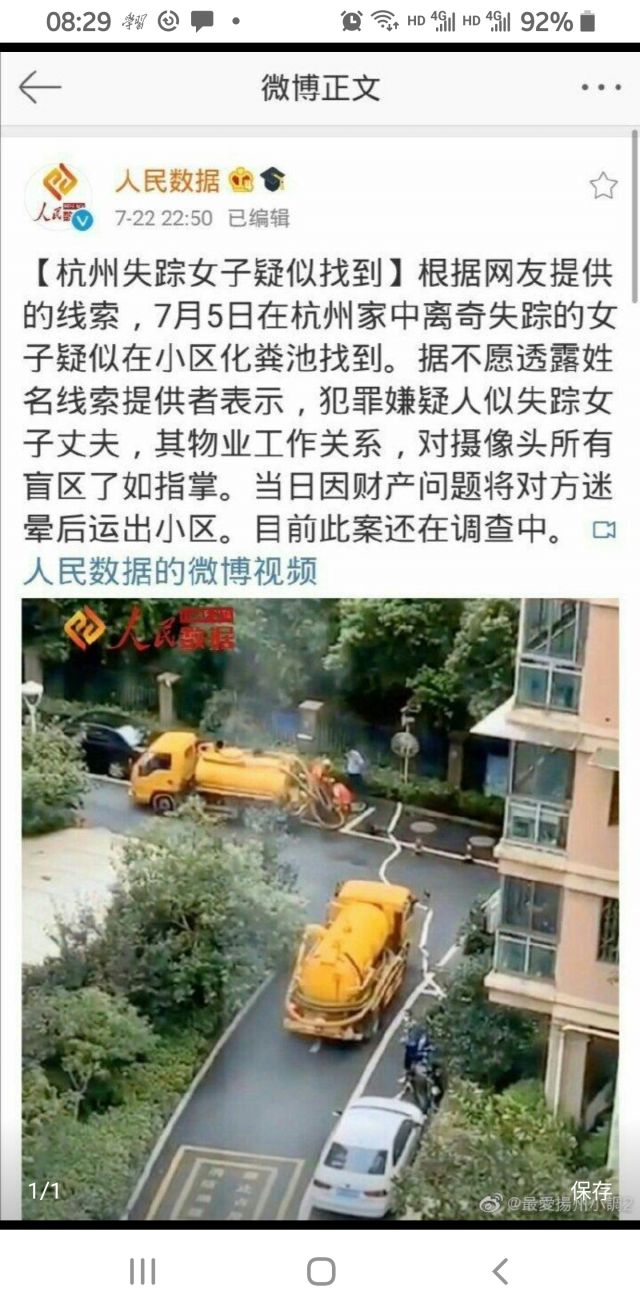 08:29 HD 4G HD 4G 92%
微博正文
人民数据
7-22 22:50 已编辑
【杭州失踪女子疑似找到】根据网友提供
的线索，7月5日在杭州家中离奇失踪的女
子疑似在小区化粪池找到。据不愿透露姓
名线索提供者表示，犯罪嫌疑人似失踪女
子丈夫，其物业工作关系，对摄像头所有
盲区了如指掌。当日因财产问题将对方迷
晕后运出小区。目前此案还在调查中。
人民数据的微博视频
人民数据
1/1
保存